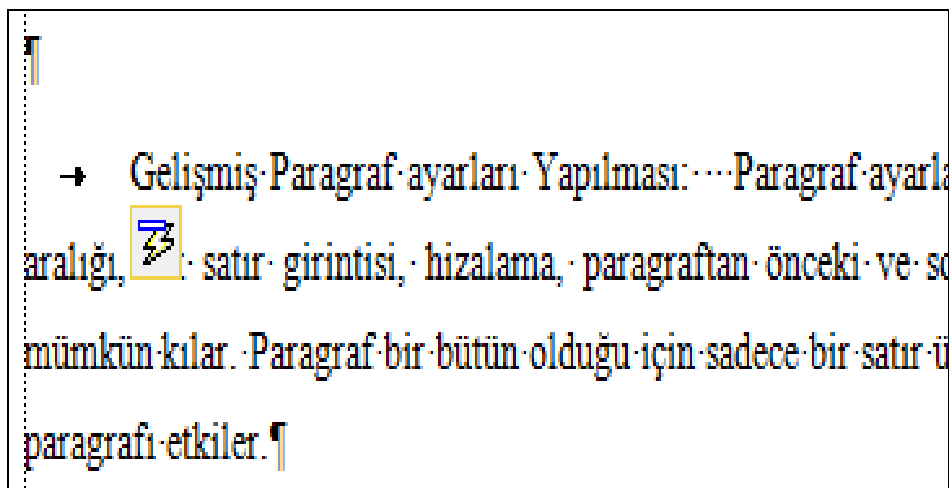 ¶
→ Gelişmiş·Paragraf·ayarları·Yapılması:····Paragraf·ayarla
aralığı, : · satır · girintisi, · hizalama, · paragraftan · önceki · ve · so
mümkün·kılar.·Paragraf·bir·bütün·olduğu·için·sadece·bir·satır·ü
paragrafı·etkiler.¶